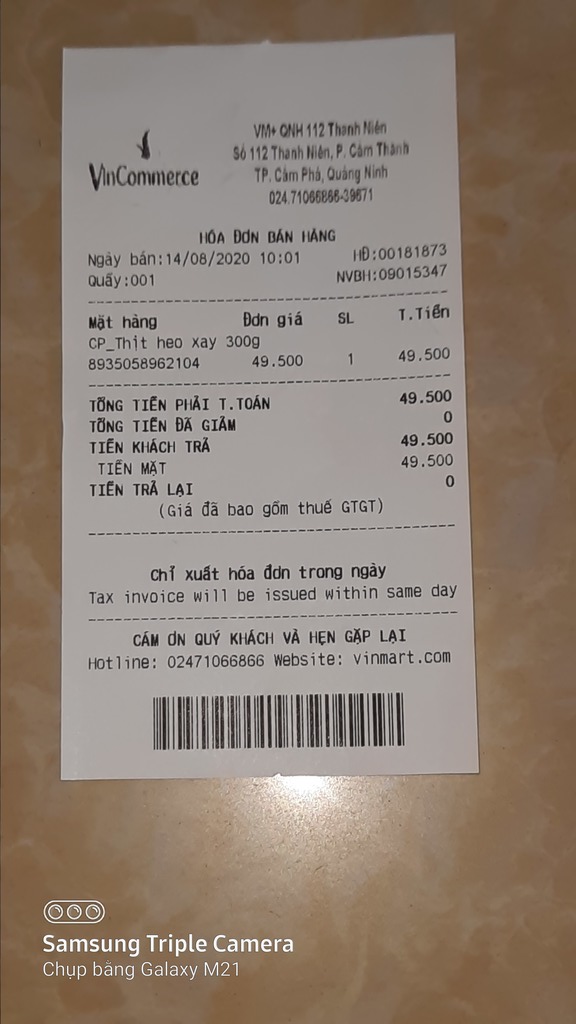 VinCommerce
VM+ QNH 112 Thanh Niên
Số 112 Thanh Niên, P. Cẩm Thành
TP. Cẩm Phả, Quảng Ninh
024.71066866-39671
HÓA ĐƠN BÁN HÀNG
Ngày bán:14/08/2020 10:01 HĐ:00181873
Quầy:001 NVBH:09015347
Mặt hàng Đơn giá SL T.Tiền
CP_Thịt heo xay 300g
8935058962104 49.500 1 49.500
TỔNG TIỀN PHẢI T.TOÁN 49.500
TỔNG TIỀN ĐÃ GIẢM 0
TIỀN KHÁCH TRẢ 49.500
TIỀN MẶT 49.500
TIỀN TRẢ LẠI 0
(Giá đã bao gồm thuế GTGT)
Chỉ xuất hóa đơn trong ngày
Tax invoice will be issued within same day
CÁM ƠN QUÝ KHÁCH VÀ HẸN GẶP LẠI
Hotline: 02471066866 Website: vinmart.com
Samsung Triple Camera
Chụp bằng Galaxy M21